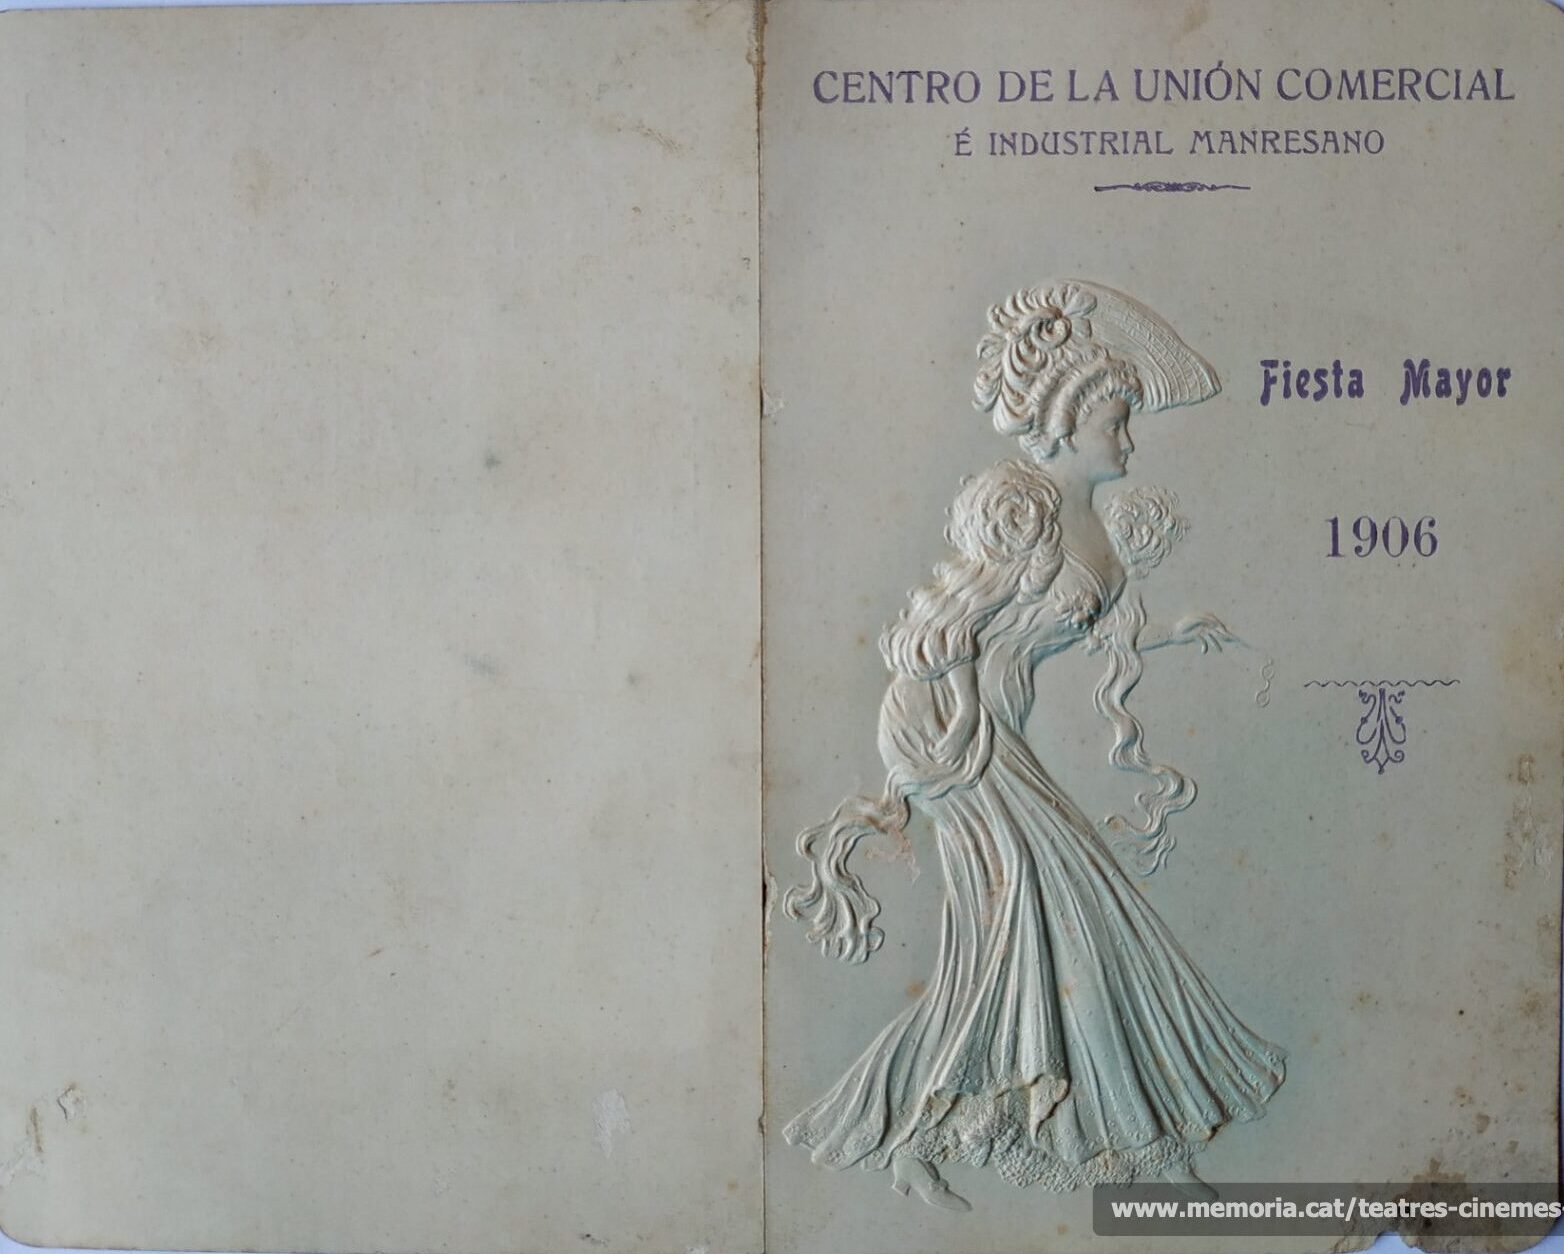 CENTRO DE LA UNIÓN COMERCIAL
É INDUSTRIAL MANRESANO
Fiesta Mayor
1906
www.memoria.cat/teatres-cinemes-